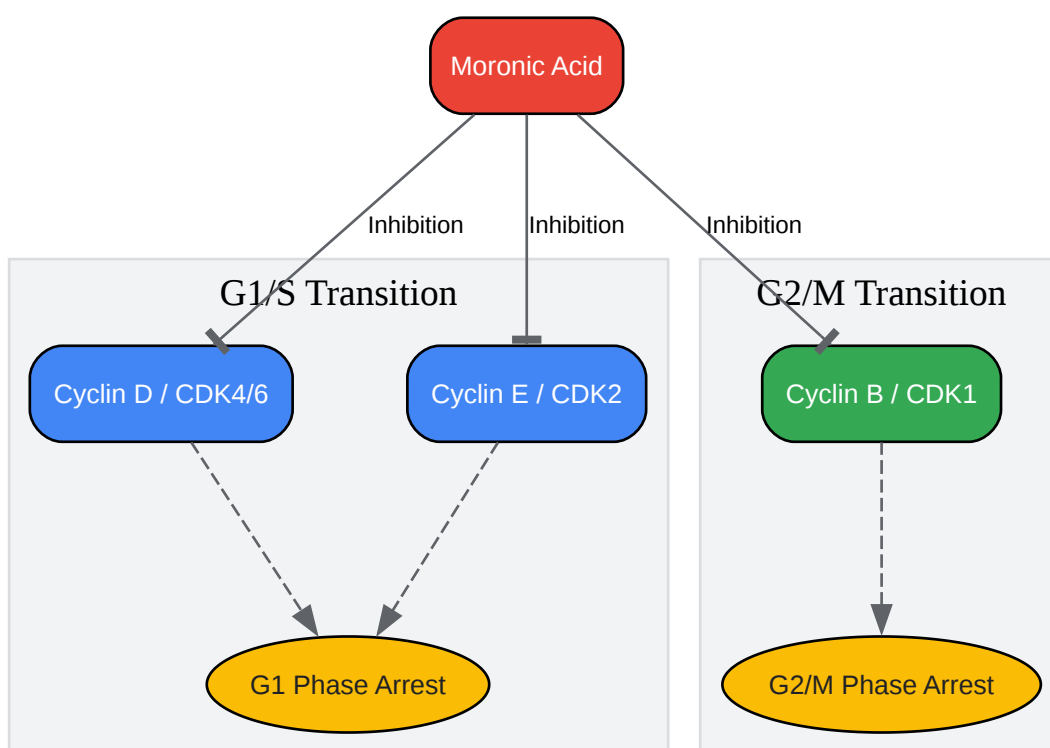 Moronic Acid
Inhibition
Inhibition
Inhibition
G1/S Transition
G2/M Transition
Cyclin D / CDK4/6
Cyclin E / CDK2
Cyclin B / CDK1
G1 Phase Arrest
G2/M Phase Arrest